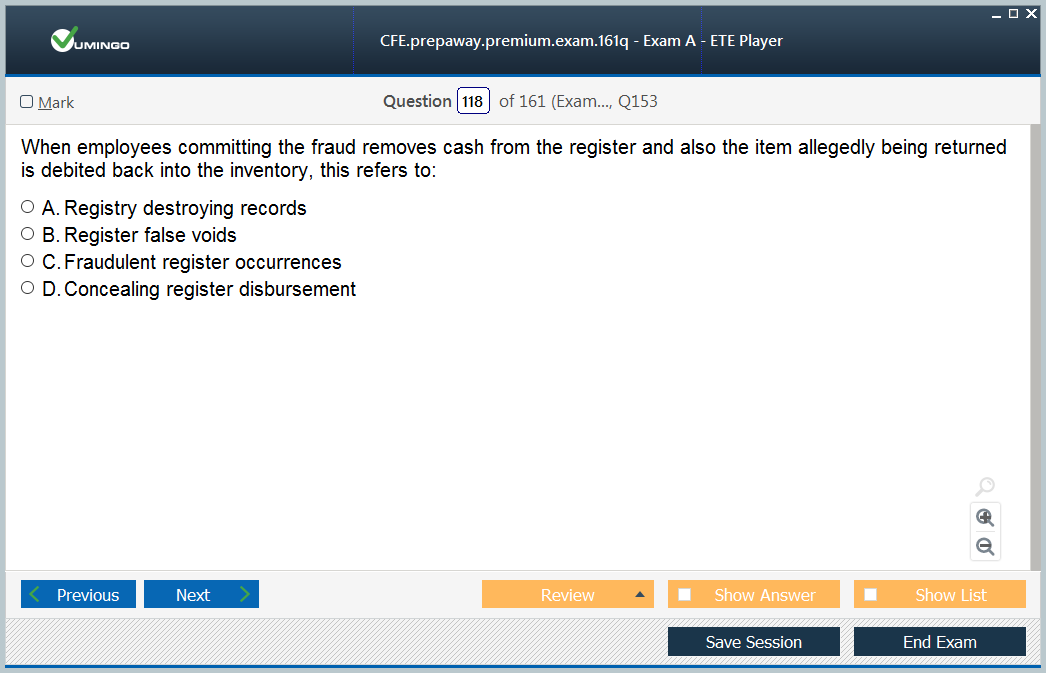 VUMINGO
CFE.prepaway.premium.exam.161q - Exam A - ETE Player
Mark
Question 118 of 161 (Exam..., Q153
When employees committing the fraud removes cash from the register and also the item allegedly being returned
is debited back into the inventory, this refers to:
A. Registry destroying records
B. Register false voids
C. Fraudulent register occurrences
D. Concealing register disbursement
Previous Next Review Show Answer Show List
Save Session End Exam